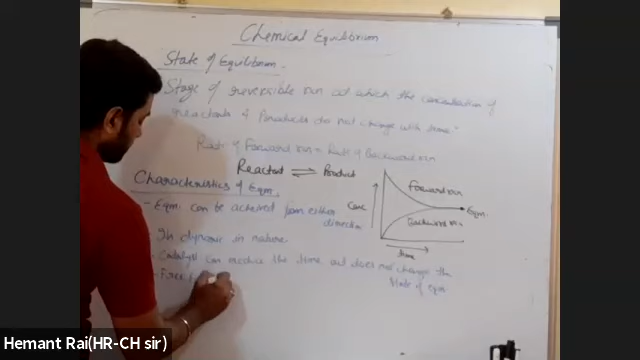 Chemical Equilibrium
State of Equilibrium
Stage of reversible rxn at which the concentration of
reactants & Products do not change with time"
Rate of Forward rxn = Rate of Backward rxn
Reactant ⇌ Product
Characteristics of Eqm.
- Eqm. can be achieved from either
direction
- In dynamic in nature.
- Catalyst can reduce the time but does not change the
state of eqm
- Free
Conc
Forward rxn
Backward rxn
Eqm.
time
Hemant Rai(HR-CH sir)